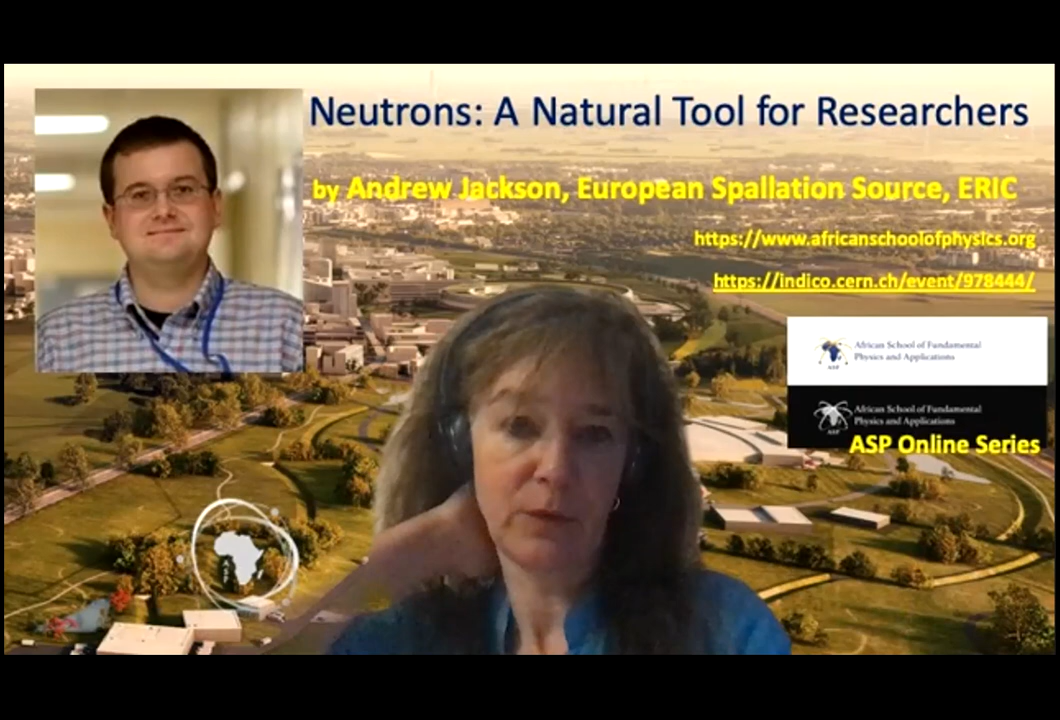 Neutrons: A Natural Tool for Researchers
by Andrew Jackson, European Spallation Source, ERIC
https://www.africanschoolofphysics.org
https://indico.cern.ch/event/978444/
African School of Fundamental
Physics and Applications
ASP
African School of Fundamental
Physics and Applications
ASP
ASP Online Series